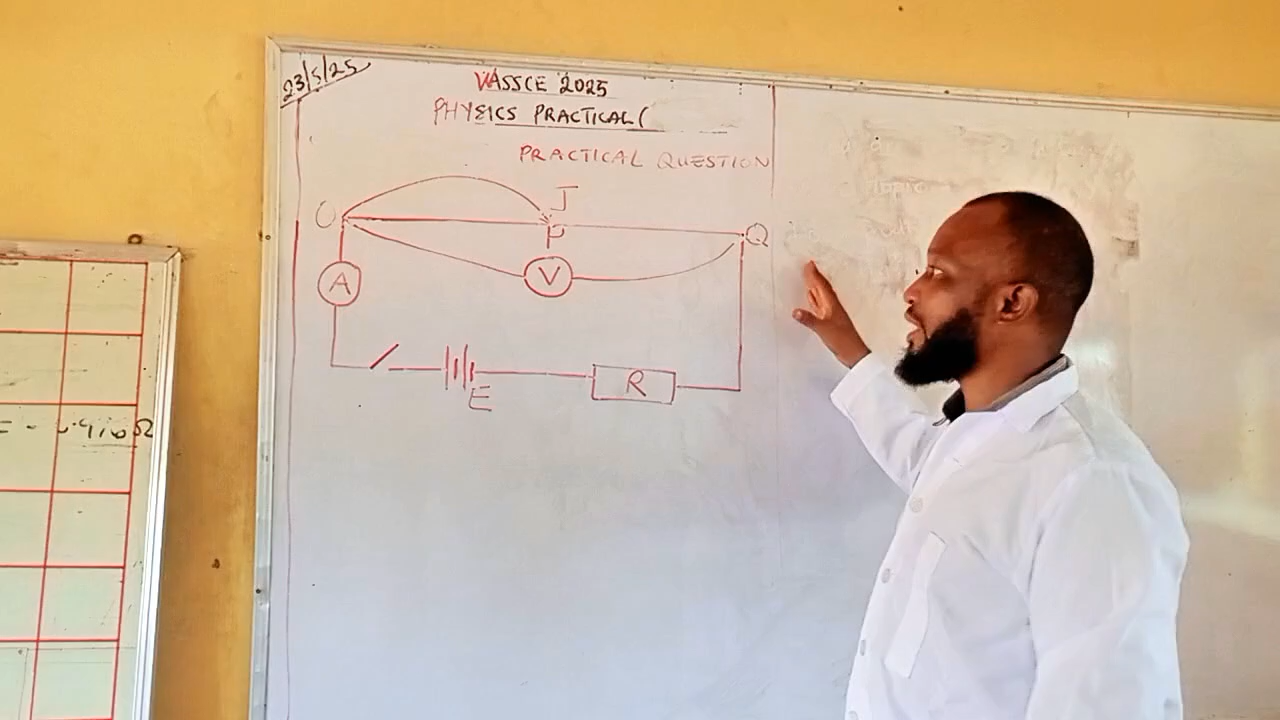 23/5/25
WASSCE 2025
PHYSICS PRACTICAL (
PRACTICAL QUESTION
J
O
P
Q
A
V
E
R